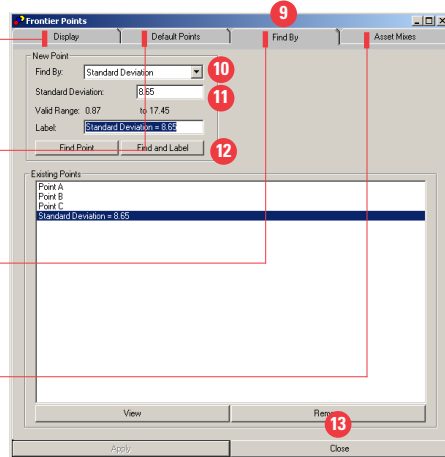 9
Frontier Points
Display Default Points Find By Asset Mixes
New Point
Find By: Standard Deviation 10
Standard Deviation: 8.65 11
Valid Range: 0.87 to 17.45
Label: Standard Deviation = 8.65
Find Point Find and Label 12
Existing Points
Point A
Point B
Point C
Standard Deviation = 8.65
View
13
Apply Close